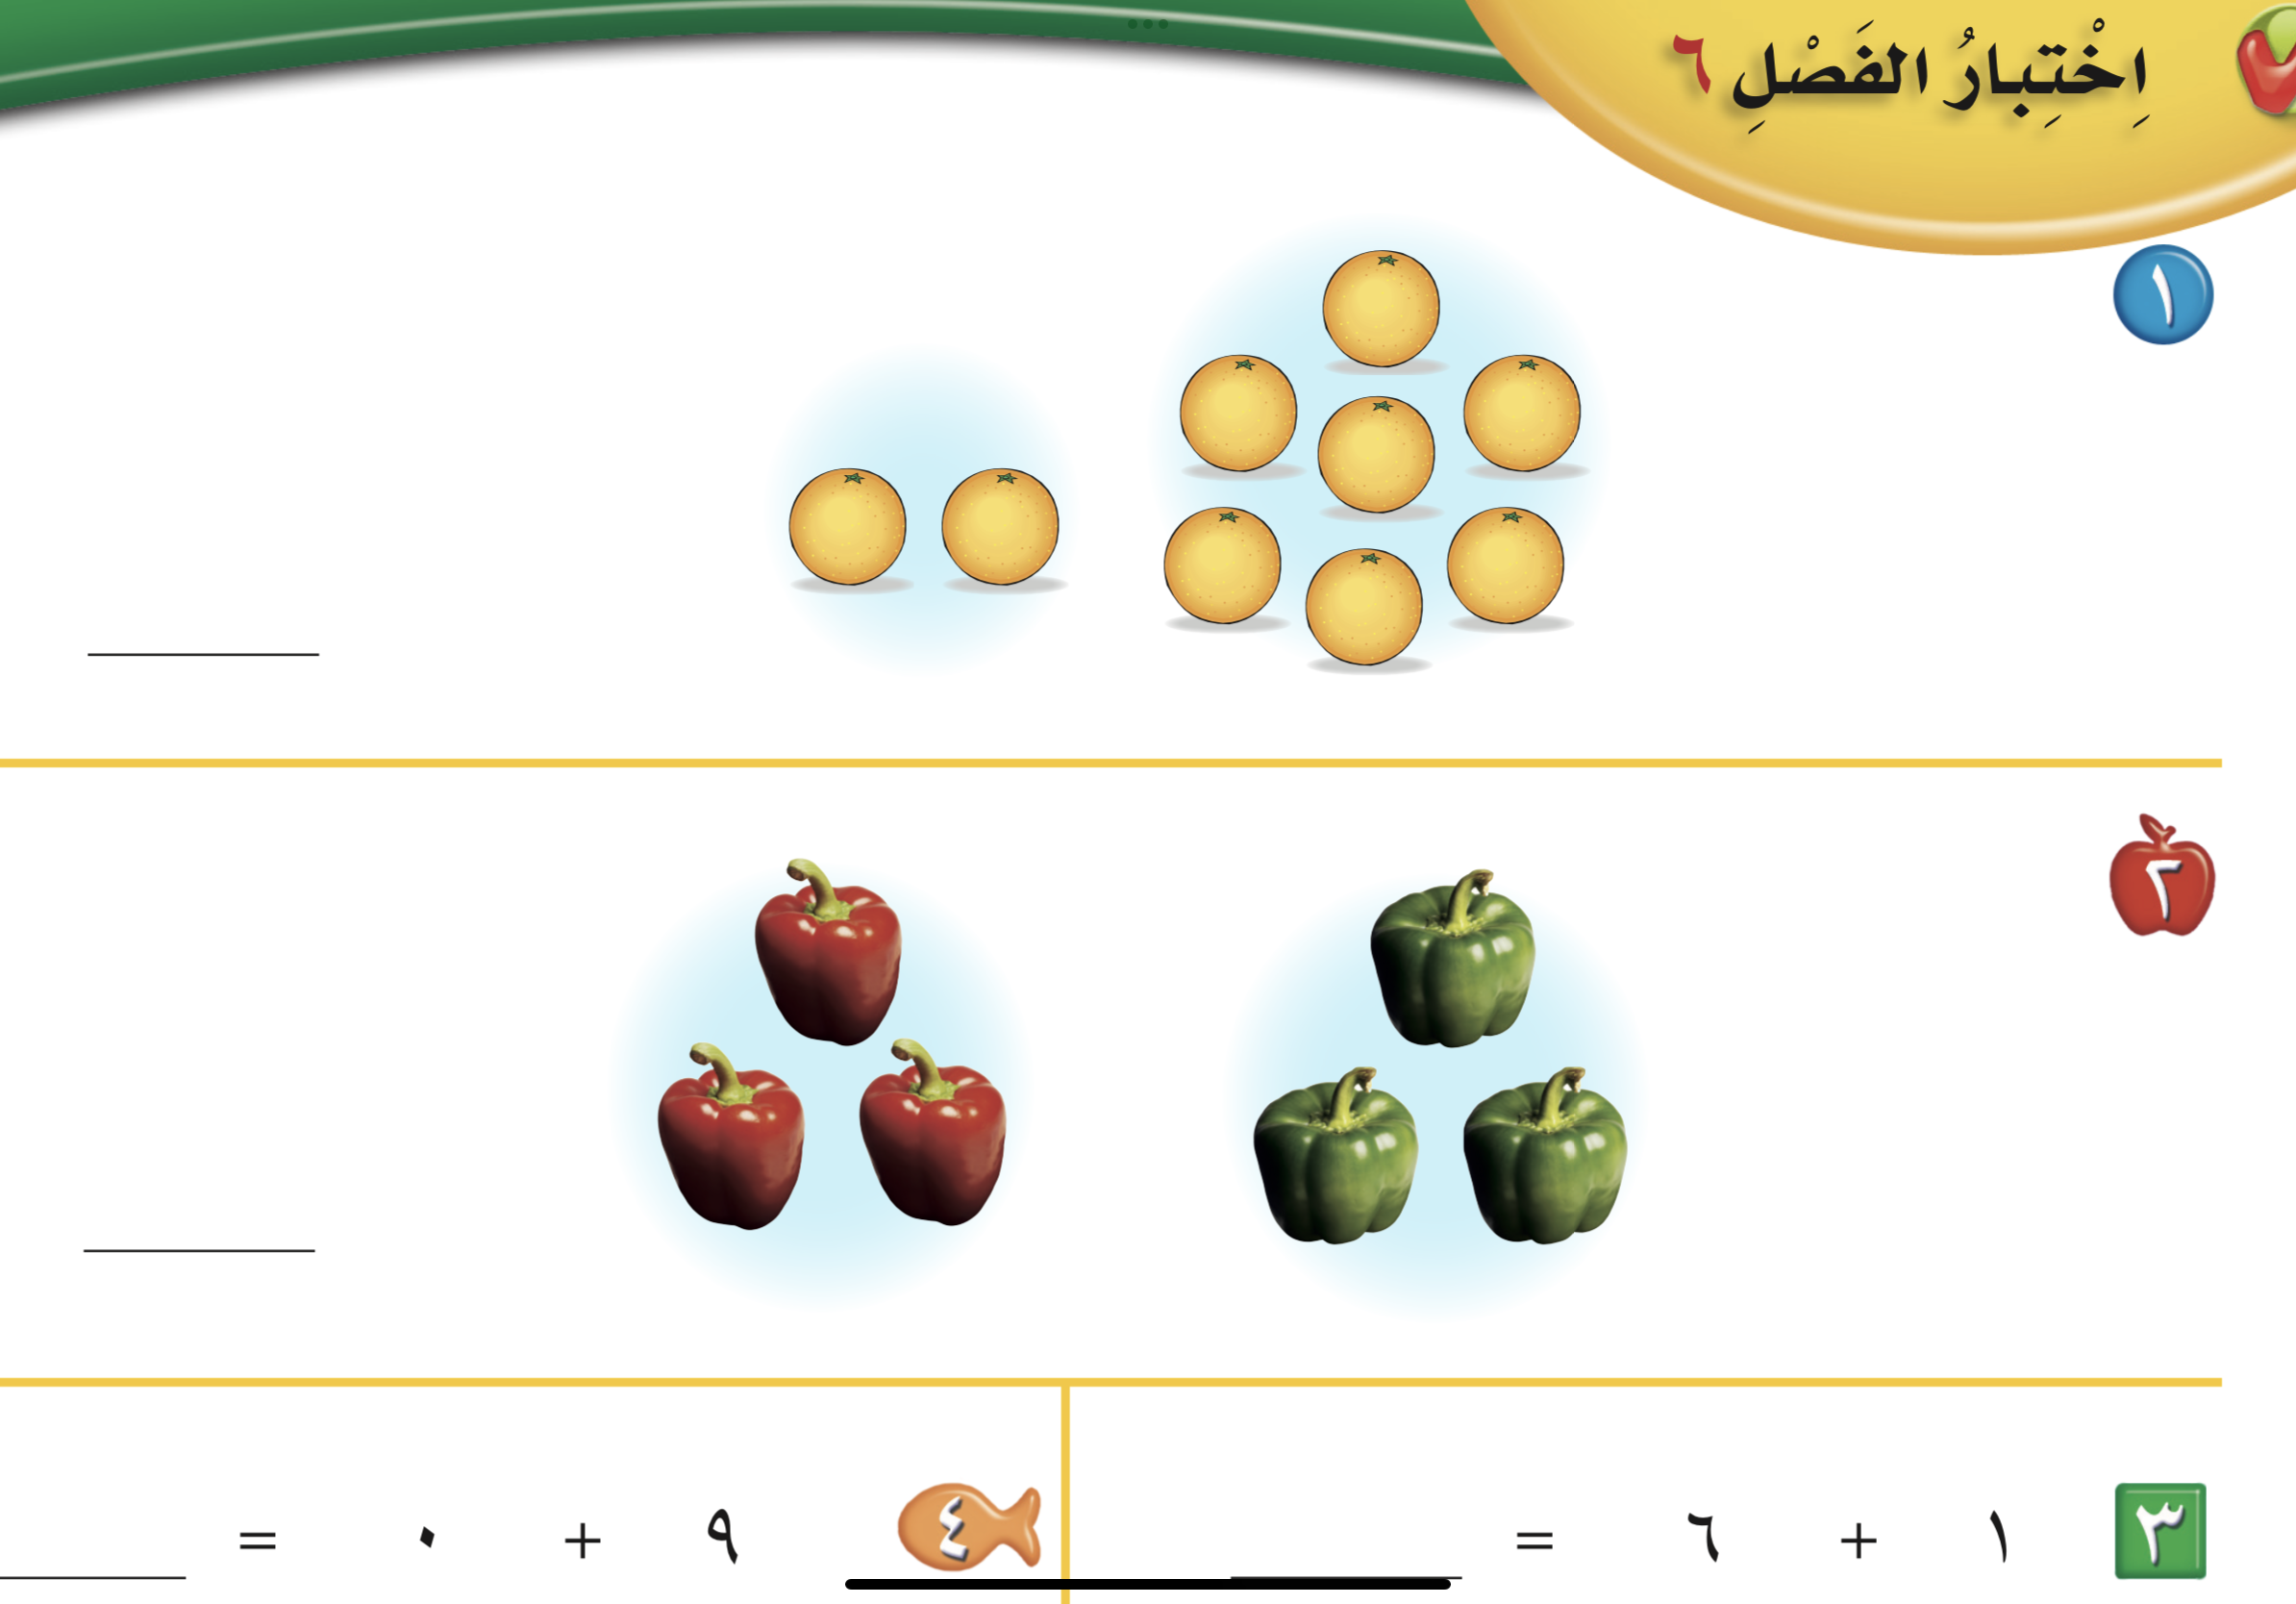 اِخْتِبارُ الفَصْلِ ٦
١
٢
٣ ١ + ٦ =
٤ ٩ + ٠ =